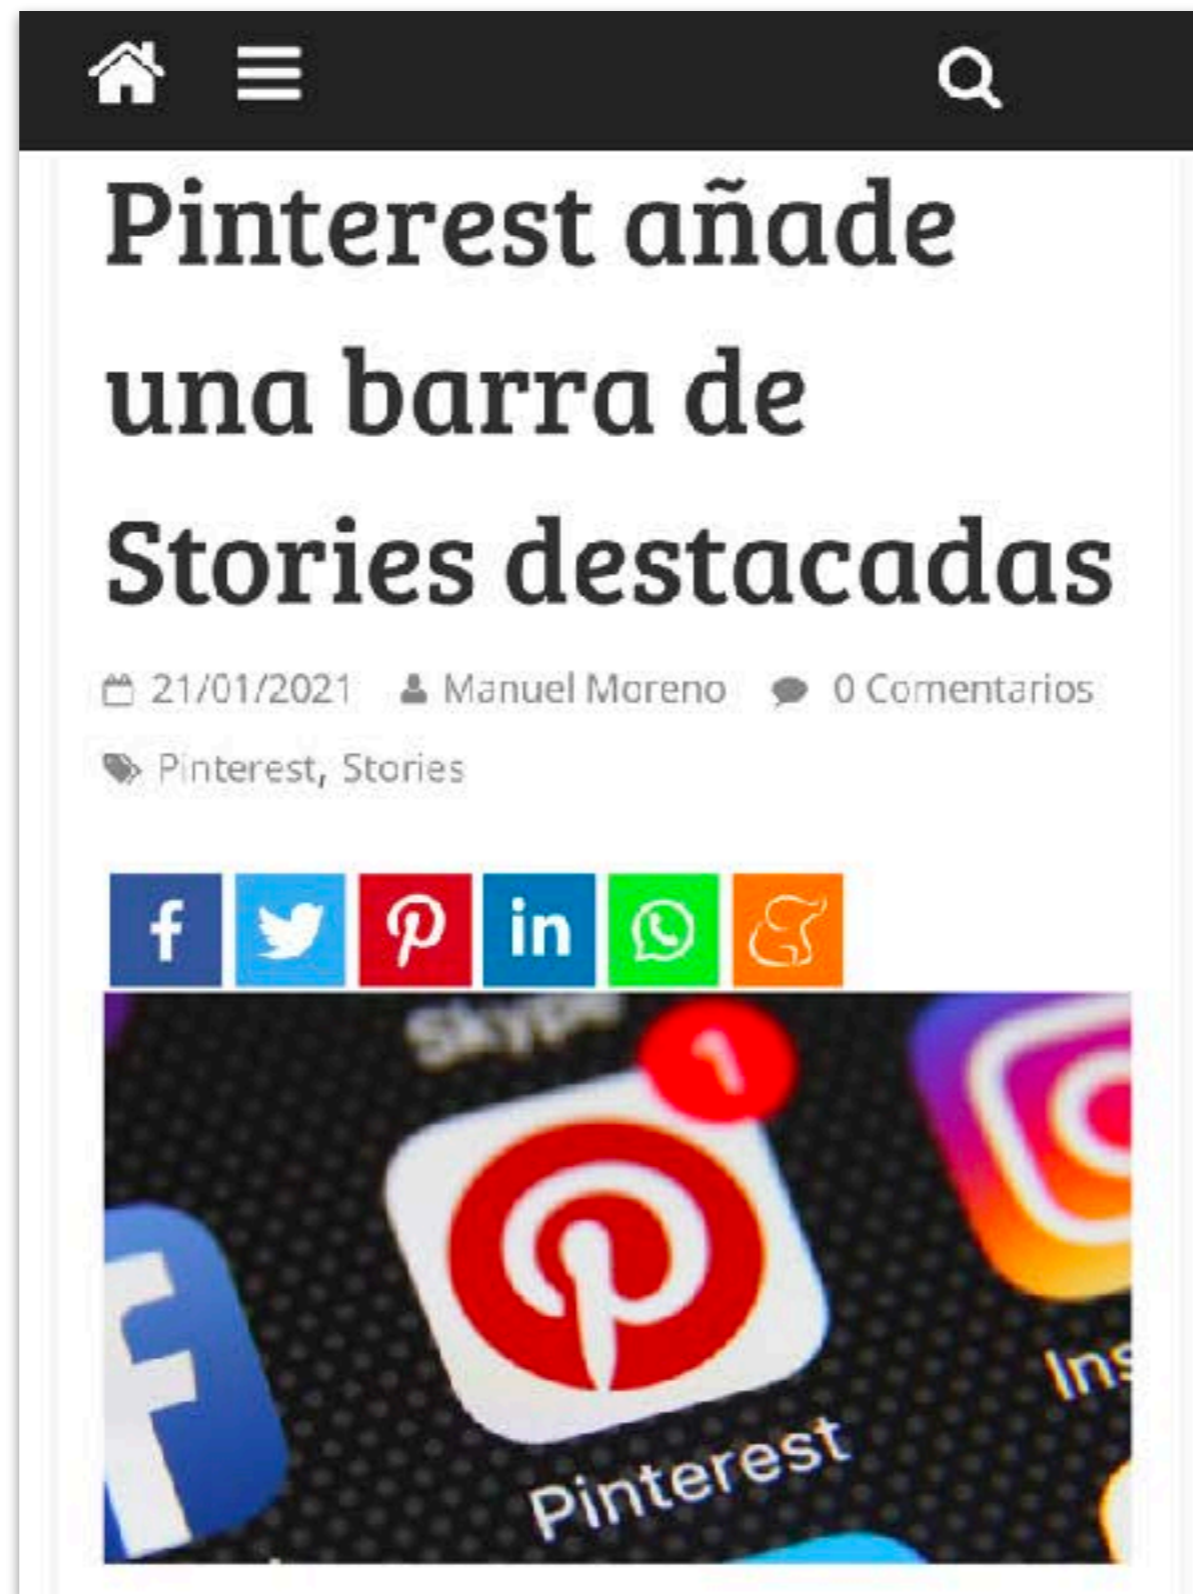 Pinterest añade
una barra de
Stories destacadas
21/01/2021 Manuel Moreno 0 Comentarios
Pinterest, Stories
f in
Skype
1
f
Ins
Pinterest